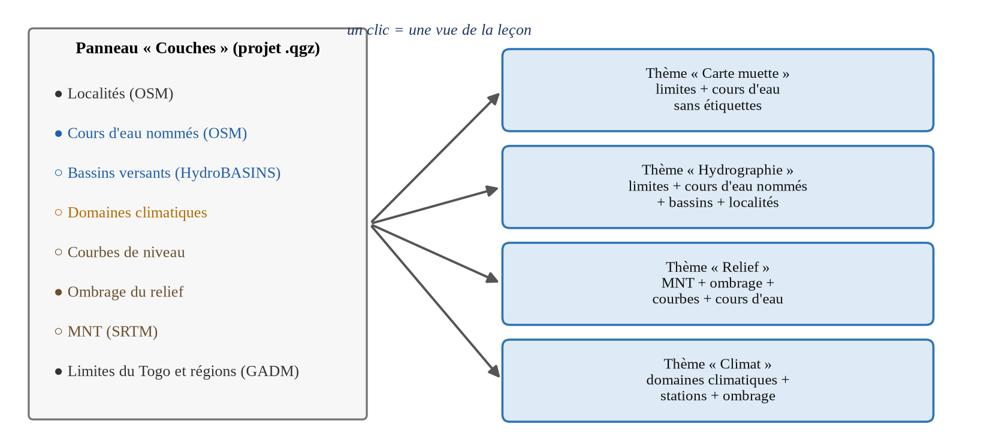 un clic = une vue de la leçon
Panneau « Couches » (projet .qgz)
● Localités (OSM)
● Cours d'eau nommés (OSM)
○ Bassins versants (HydroBASINS)
○ Domaines climatiques
○ Courbes de niveau
● Ombrage du relief
○ MNT (SRTM)
● Limites du Togo et régions (GADM)
Thème « Carte muette »
limites + cours d'eau
sans étiquettes
Thème « Hydrographie »
limites + cours d'eau nommés
+ bassins + localités
Thème « Relief »
MNT + ombrage +
courbes + cours d'eau
Thème « Climat »
domaines climatiques +
stations + ombrage